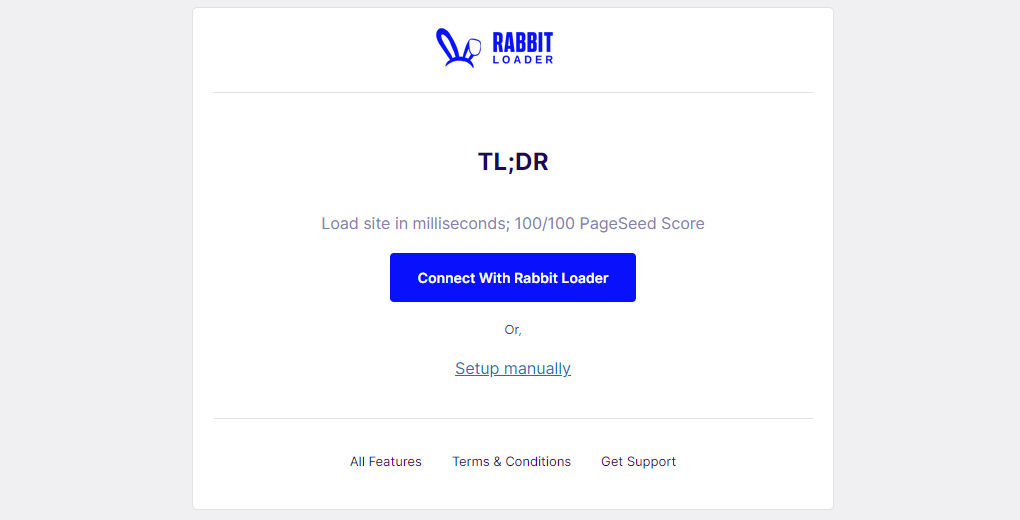 RABBIT
LOADER
TL;DR
Load site in milliseconds; 100/100 PageSeed Score
Connect With Rabbit Loader
Or,
Setup manually
All Features Terms & Conditions Get Support